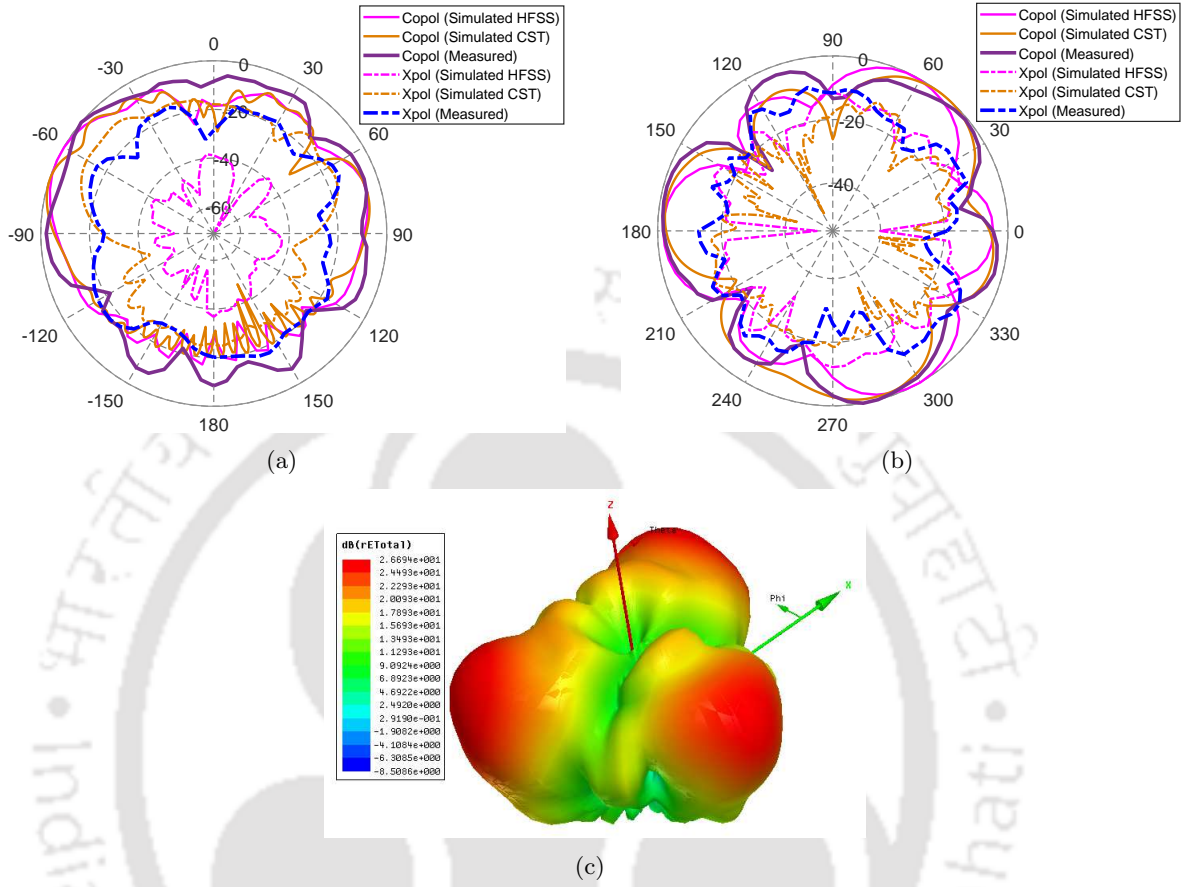 Copol (Simulated HFSS)
Copol (Simulated CST)
Copol (Measured)
Xpol (Simulated HFSS)
Xpol (Simulated CST)
Xpol (Measured)
0
30
60
90
120
150
180
-150
-120
-90
-60
-30
0
-20
-40
-60
(a)
Copol (Simulated HFSS)
Copol (Simulated CST)
Copol (Measured)
Xpol (Simulated HFSS)
Xpol (Simulated CST)
Xpol (Measured)
90
60
30
0
330
300
270
240
210
180
150
120
0
-20
-40
(b)
dB(rETotal)
2.6694e+001
2.4493e+001
2.2293e+001
2.0093e+001
1.7893e+001
1.5693e+001
1.3493e+001
1.1293e+001
9.0924e+000
6.8923e+000
4.6922e+000
2.4920e+000
2.9190e-001
-1.9082e+000
-4.1084e+000
-6.3085e+000
-8.5086e+000
Z
Theta
Phi
X
(c)
hati